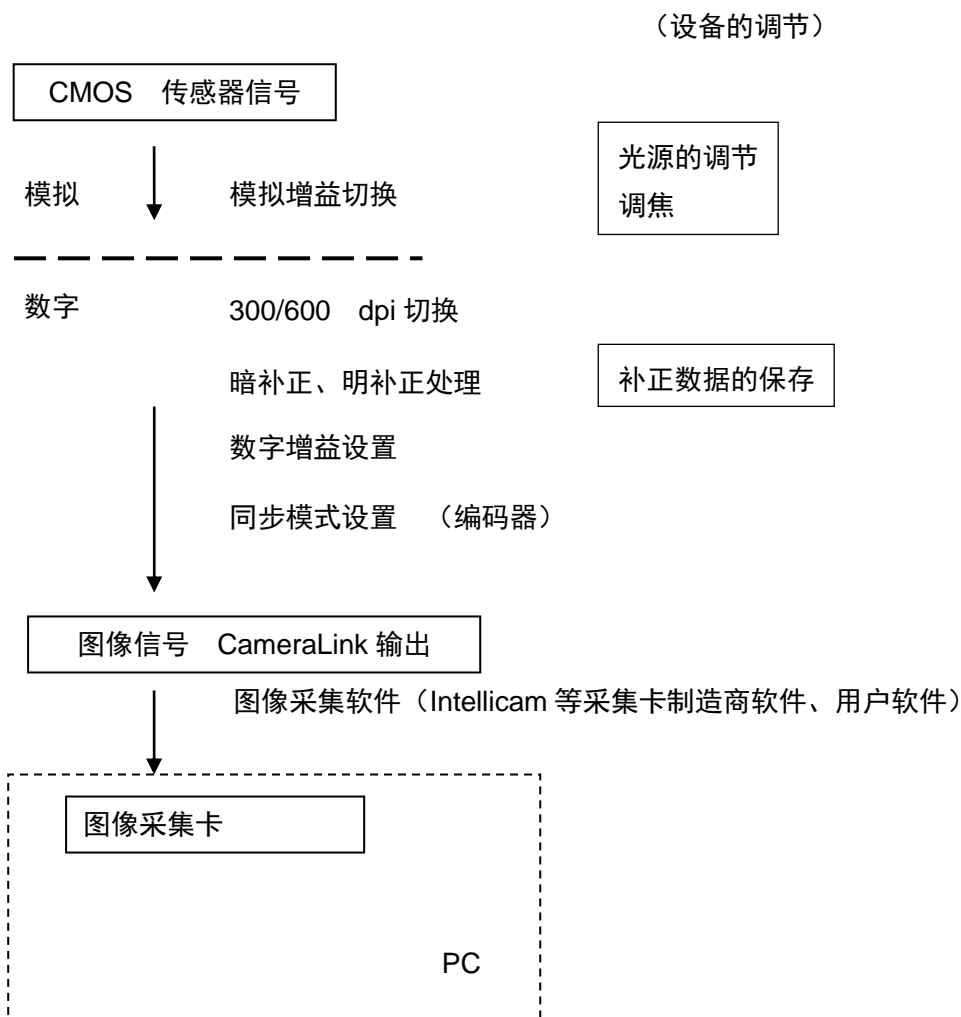 （设备的调节）
CMOS　传感器信号
光源的调节
调焦
模拟
模拟增益切换
数字
300/600　dpi 切换
暗补正、明补正处理
补正数据的保存
数字增益设置
同步模式设置　（编码器）
图像信号　CameraLink 输出
图像采集软件（Intellicam 等采集卡制造商软件、用户软件）
图像采集卡
PC